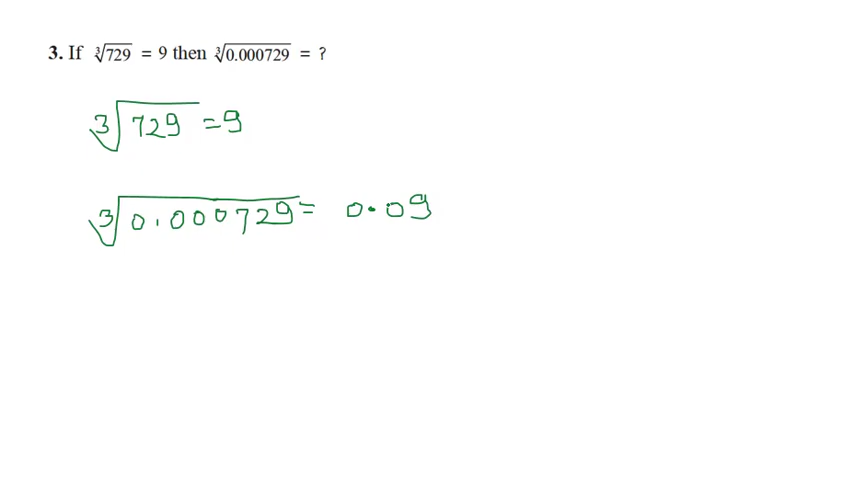 3. If ∛729 = 9 then ∛0.000729 = ?
∛729 = 9
∛0.000729 = 0.09